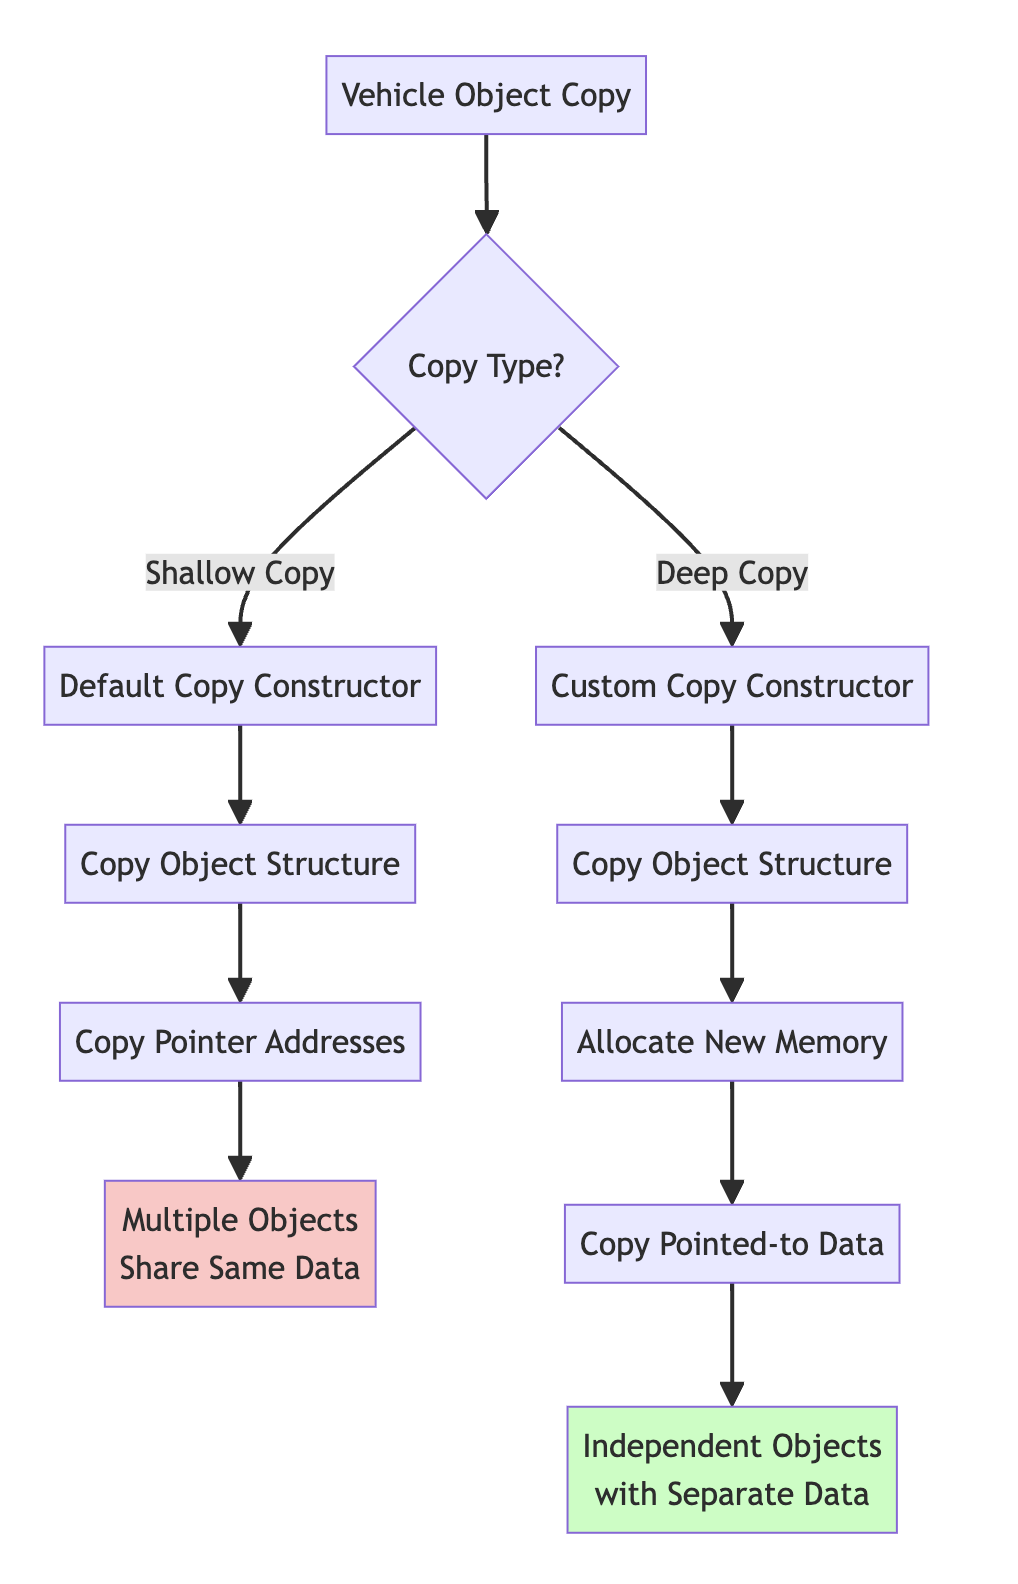 Vehicle Object Copy
Copy Type?
Shallow Copy
Deep Copy
Default Copy Constructor
Custom Copy Constructor
Copy Object Structure
Copy Object Structure
Copy Pointer Addresses
Allocate New Memory
Multiple Objects
Share Same Data
Copy Pointed-to Data
Independent Objects
with Separate Data